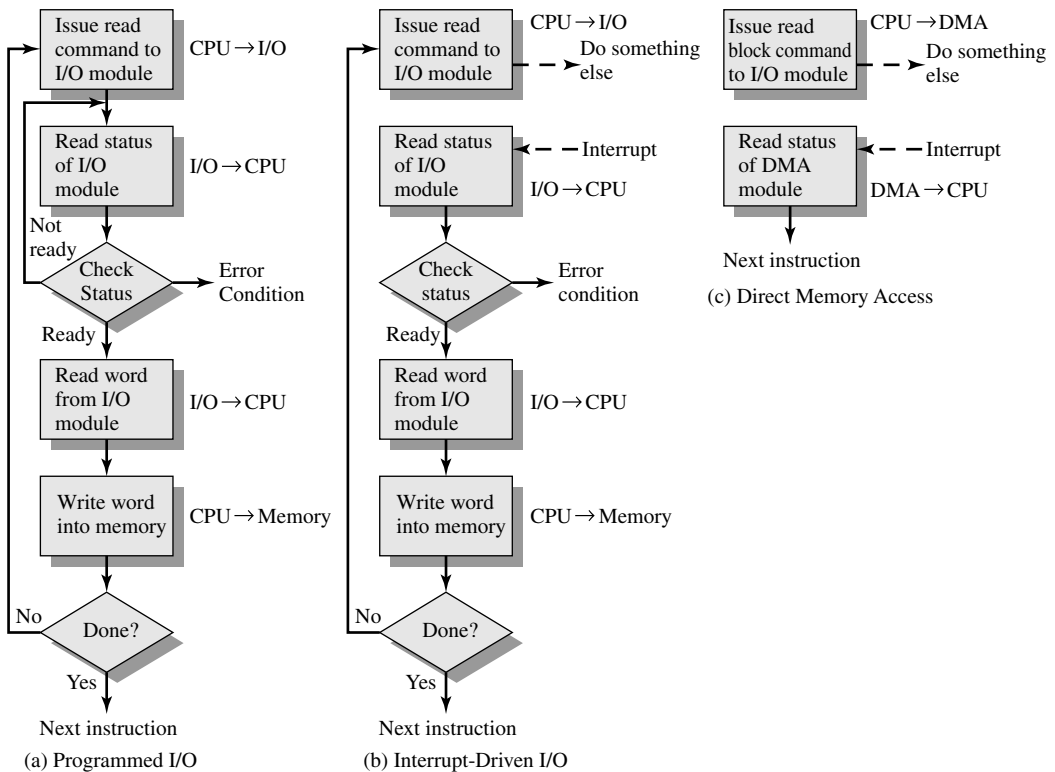 Issue read
command to
I/O module
CPU → I/O
Read status
of I/O
module
I/O → CPU
Not
ready
Check
Status
Error
Condition
Ready
Read word
from I/O
module
I/O → CPU
Write word
into memory
CPU → Memory
No
Done?
Yes
Next instruction
(a) Programmed I/O
Issue read
command to
I/O module
CPU → I/O
Do something
else
Read status
of I/O
module
Interrupt
I/O → CPU
Check
status
Error
condition
Ready
Read word
from I/O
module
I/O → CPU
Write word
into memory
CPU → Memory
No
Done?
Yes
Next instruction
(b) Interrupt-Driven I/O
Issue read
block command
to I/O module
CPU → DMA
Do something
else
Read status
of DMA
module
Interrupt
DMA → CPU
Next instruction
(c) Direct Memory Access